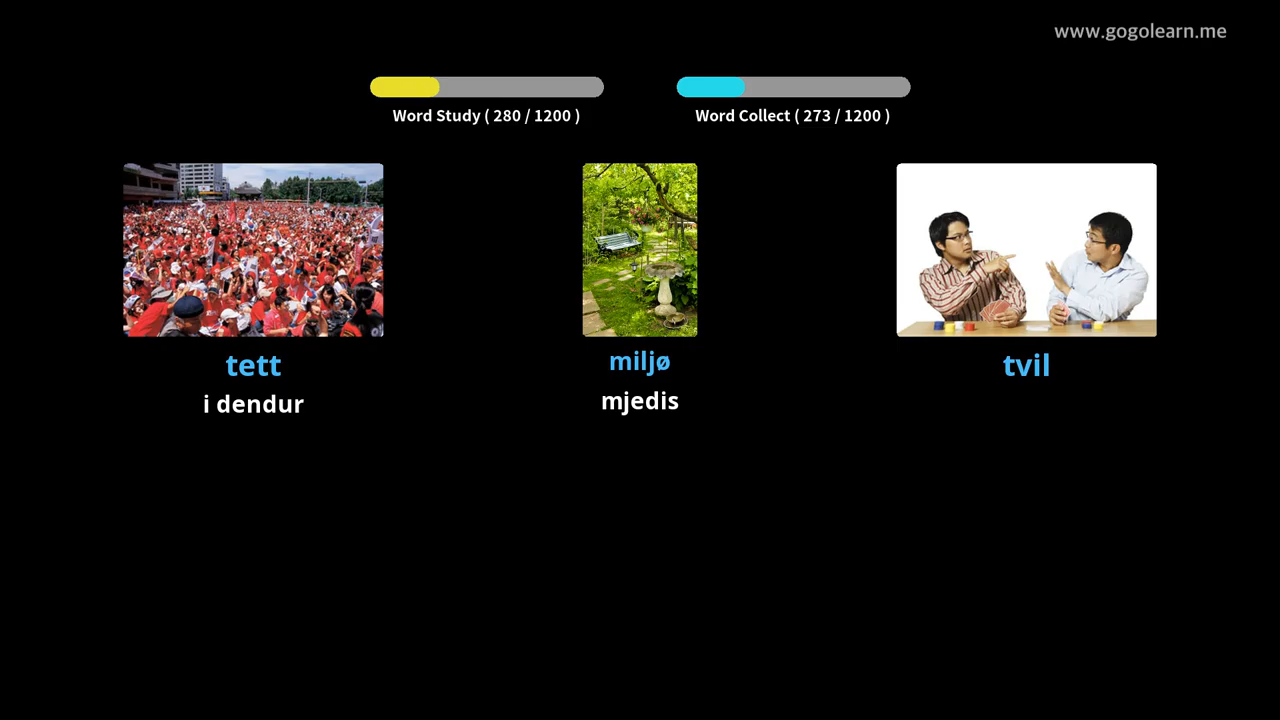 www.gogolearn.me
Word Study ( 280 / 1200 )
Word Collect ( 273 / 1200 )
tett
i dendur
miljø
mjedis
tvil